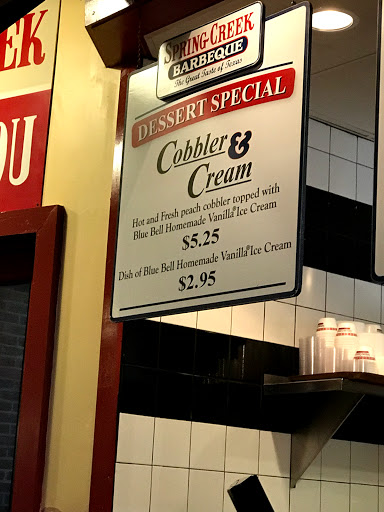 EK
OU
SPRING CREEK
BARBEQUE
The Great Taste of Texas
DESSERT SPECIAL
Cobbler &
Cream
Hot and Fresh peach cobbler topped with
Blue Bell Homemade Vanilla® Ice Cream
$5.25
Dish of Blue Bell Homemade Vanilla® Ice Cream
$2.95